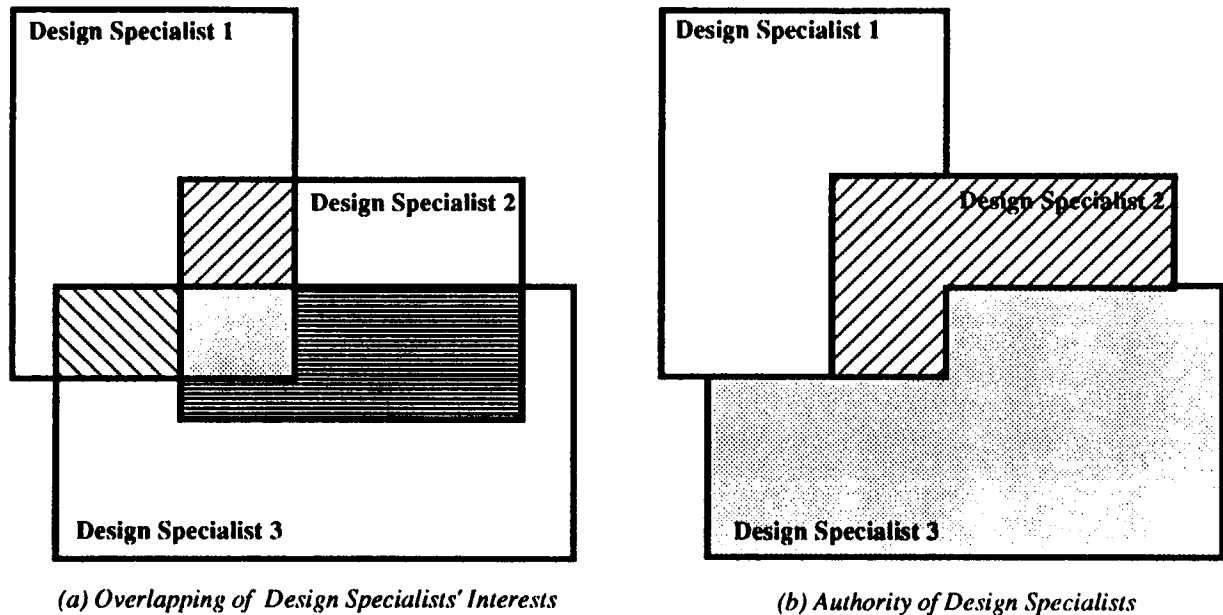 Design Specialist 1
Design Specialist 2
Design Specialist 3
(a) Overlapping of Design Specialists' Interests
Design Specialist 1
Design Specialist 2
Design Specialist 3
(b) Authority of Design Specialists